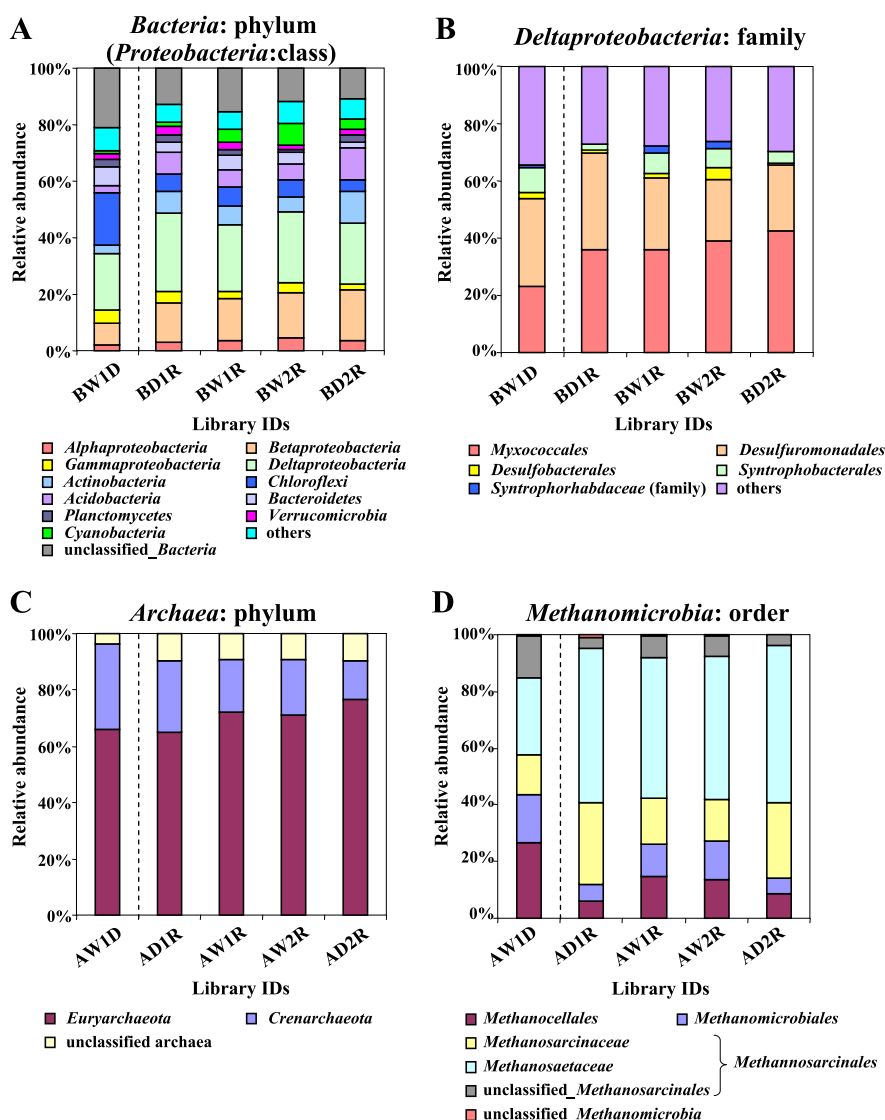 A
Bacteria: phylum
(Proteobacteria:class)
Relative abundance
100%
80%
60%
40%
20%
0%
BW1D
BD1R
BW1R
BW2R
BD2R
Library IDs
Alphaproteobacteria
Betaproteobacteria
Gammaproteobacteria
Deltaproteobacteria
Actinobacteria
Chloroflexi
Acidobacteria
Bacteroidetes
Planctomycetes
Verrucomicrobia
Cyanobacteria
others
unclassified_Bacteria
B
Deltaproteobacteria: family
Relative abundance
100%
80%
60%
40%
20%
0%
BW1D
BD1R
BW1R
BW2R
BD2R
Library IDs
Myxococcales
Desulfuromonadales
Desulfobacterales
Syntrophobacterales
Syntrophorhabdaceae (family)
others
C
Archaea: phylum
Relative abundance
100%
80%
60%
40%
20%
0%
AW1D
AD1R
AW1R
AW2R
AD2R
Library IDs
Euryarchaeota
Crenarchaeota
unclassified archaea
D
Methanomicrobia: order
Relative abundance
100%
80%
60%
40%
20%
0%
AW1D
AD1R
AW1R
AW2R
AD2R
Library IDs
Methanocellales
Methanomicrobiales
Methanosarcinaceae
Methanosaetaceae
Methannosarcinales
unclassified_Methanosarcinales
unclassified_Methanomicrobia